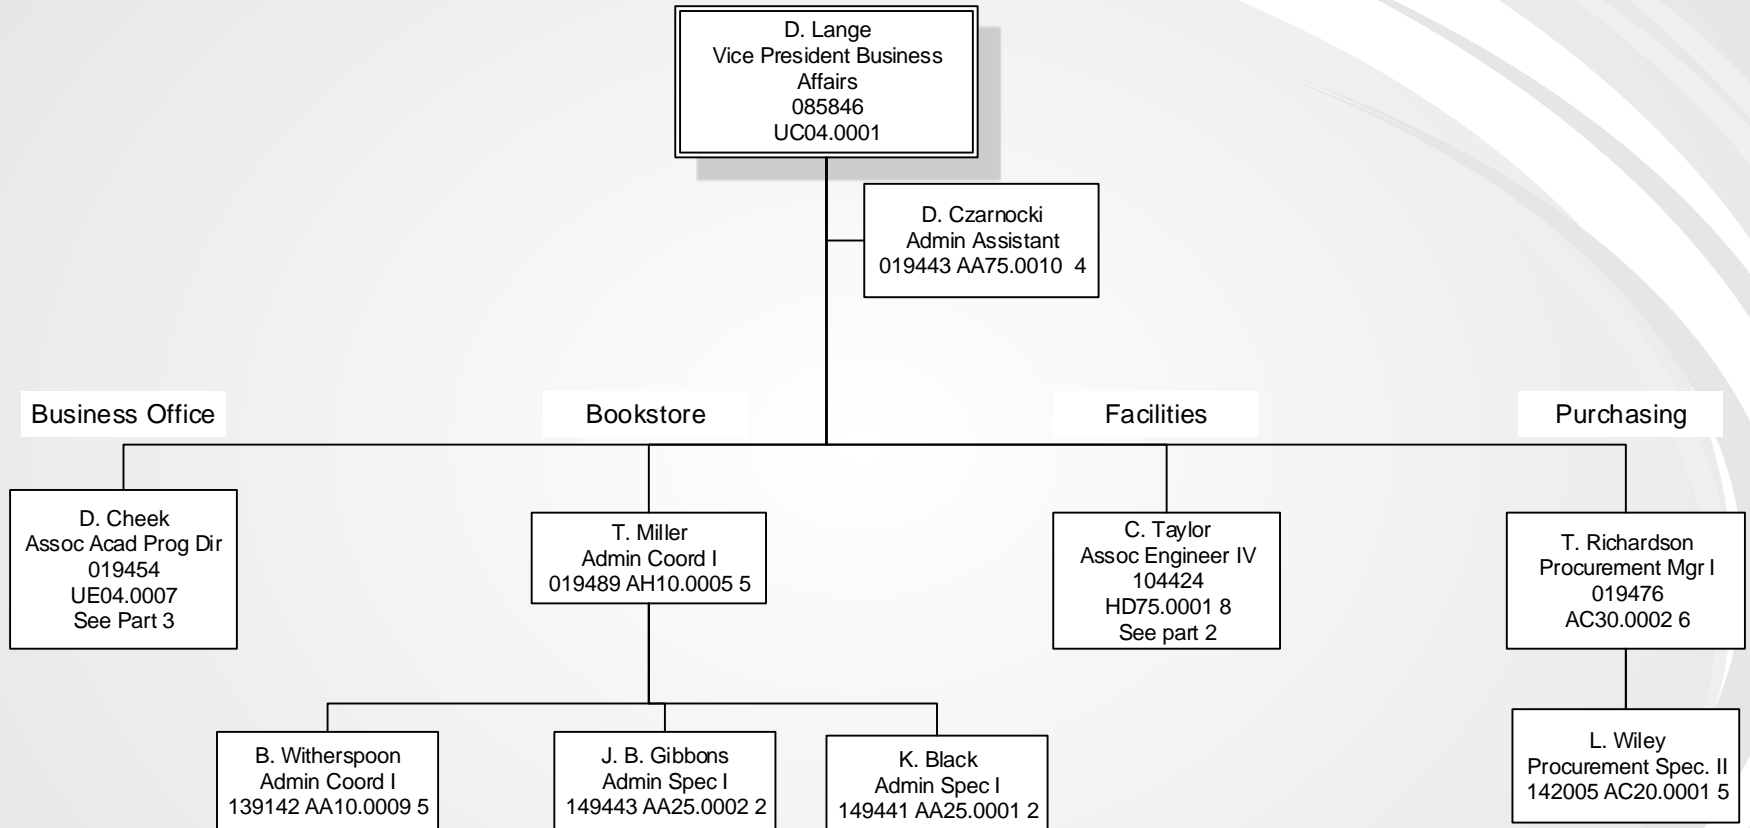 D. Lange
Vice President Business
Affairs
085846
UC04.0001
D. Czarnocki
Admin Assistant
019443 AA75.0010  4
Business Office
Bookstore
Facilities
Purchasing
D. Cheek
Assoc Acad Prog Dir
019454
UE04.0007
See Part 3
T. Miller
Admin Coord I
019489 AH10.0005 5
C. Taylor
Assoc Engineer IV
104424
HD75.0001 8
See part 2
T. Richardson
Procurement Mgr I
019476
AC30.0002 6
B. Witherspoon
Admin Coord I
139142 AA10.0009 5
J. B. Gibbons
Admin Spec I
149443 AA25.0002 2
K. Black
Admin Spec I
149441 AA25.0001 2
L. Wiley
Procurement Spec. II
142005 AC20.0001 5